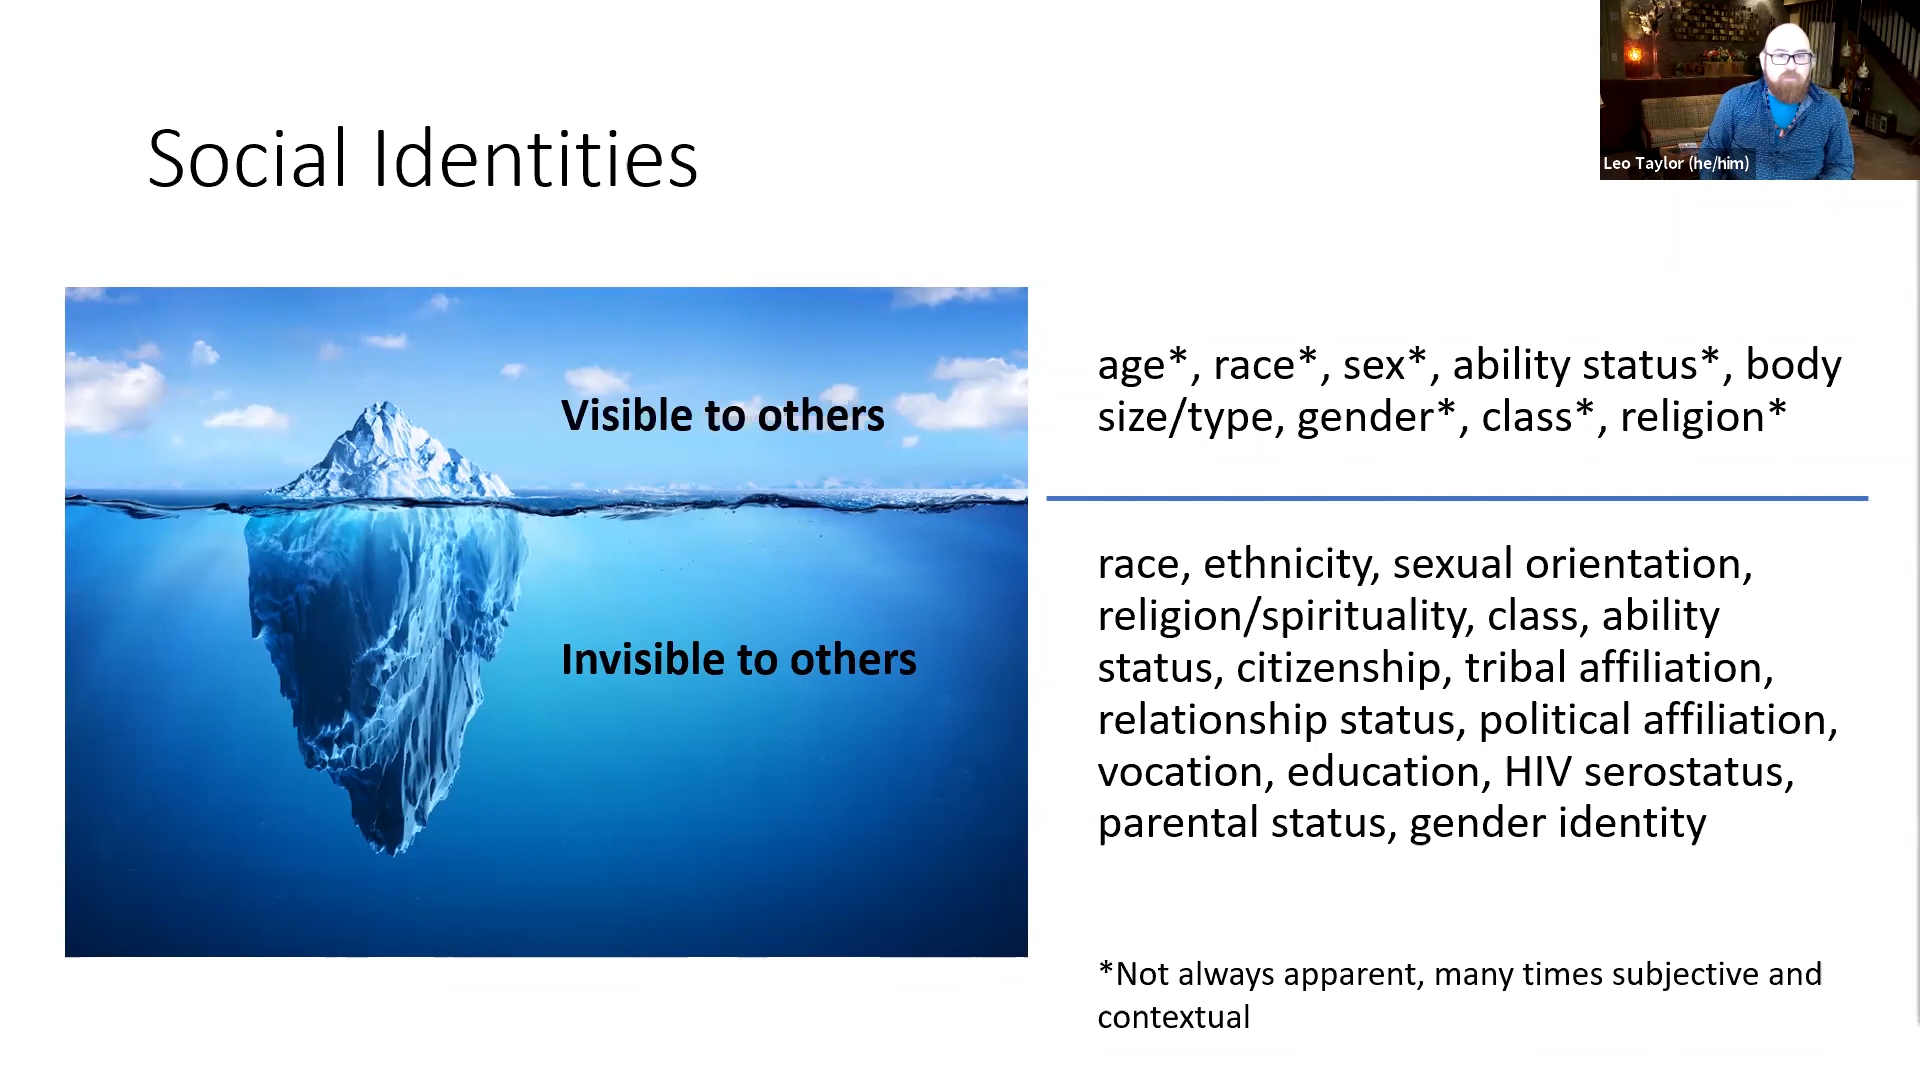 Social Identities
Leo Taylor (he/him)
Visible to others
age*, race*, sex*, ability status*, body
size/type, gender*, class*, religion*
Invisible to others
race, ethnicity, sexual orientation,
religion/spirituality, class, ability
status, citizenship, tribal affiliation,
relationship status, political affiliation,
vocation, education, HIV serostatus,
parental status, gender identity
*Not always apparent, many times subjective and
contextual